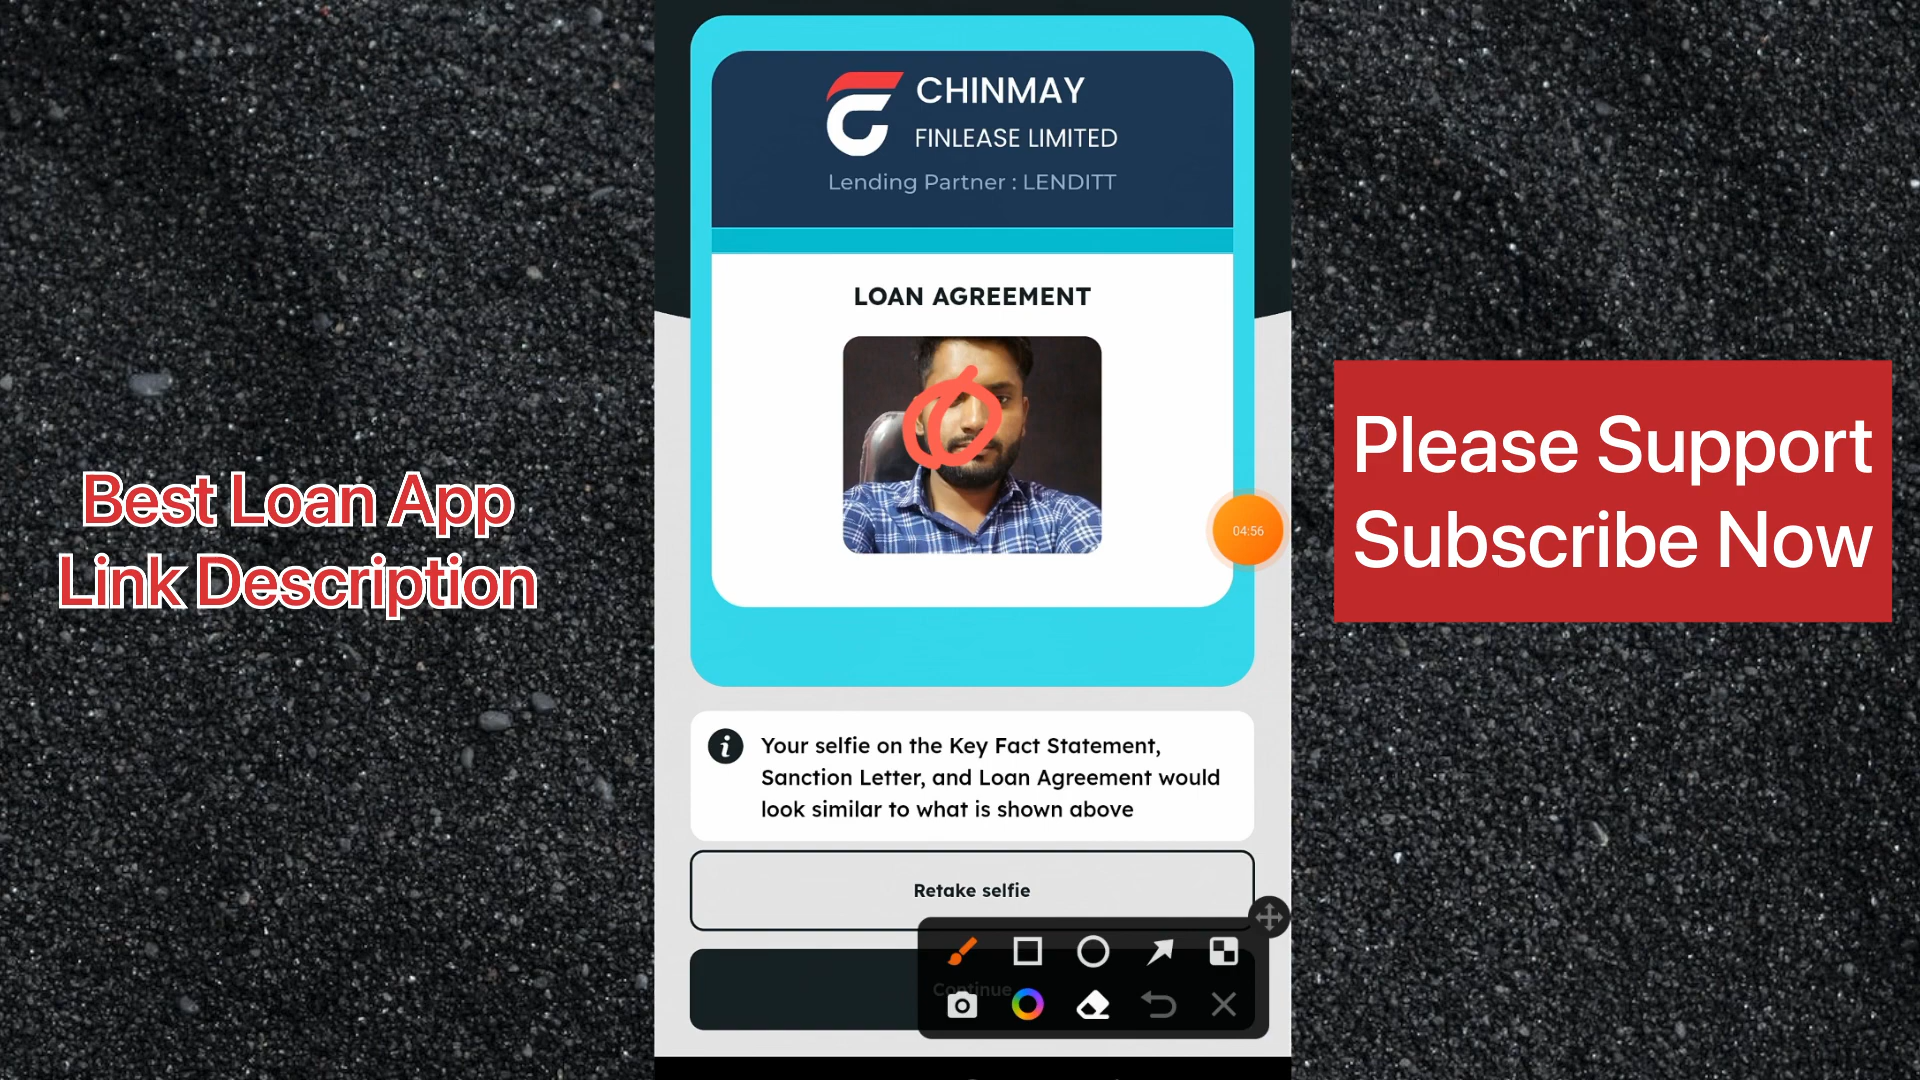 CHINMAY
FINLEASE LIMITED
Lending Partner : LENDITT
LOAN AGREEMENT
Best Loan App
Link Description
04:56
Please Support
Subscribe Now
Your selfie on the Key Fact Statement,
Sanction Letter, and Loan Agreement would
look similar to what is shown above
Retake selfie
Continue